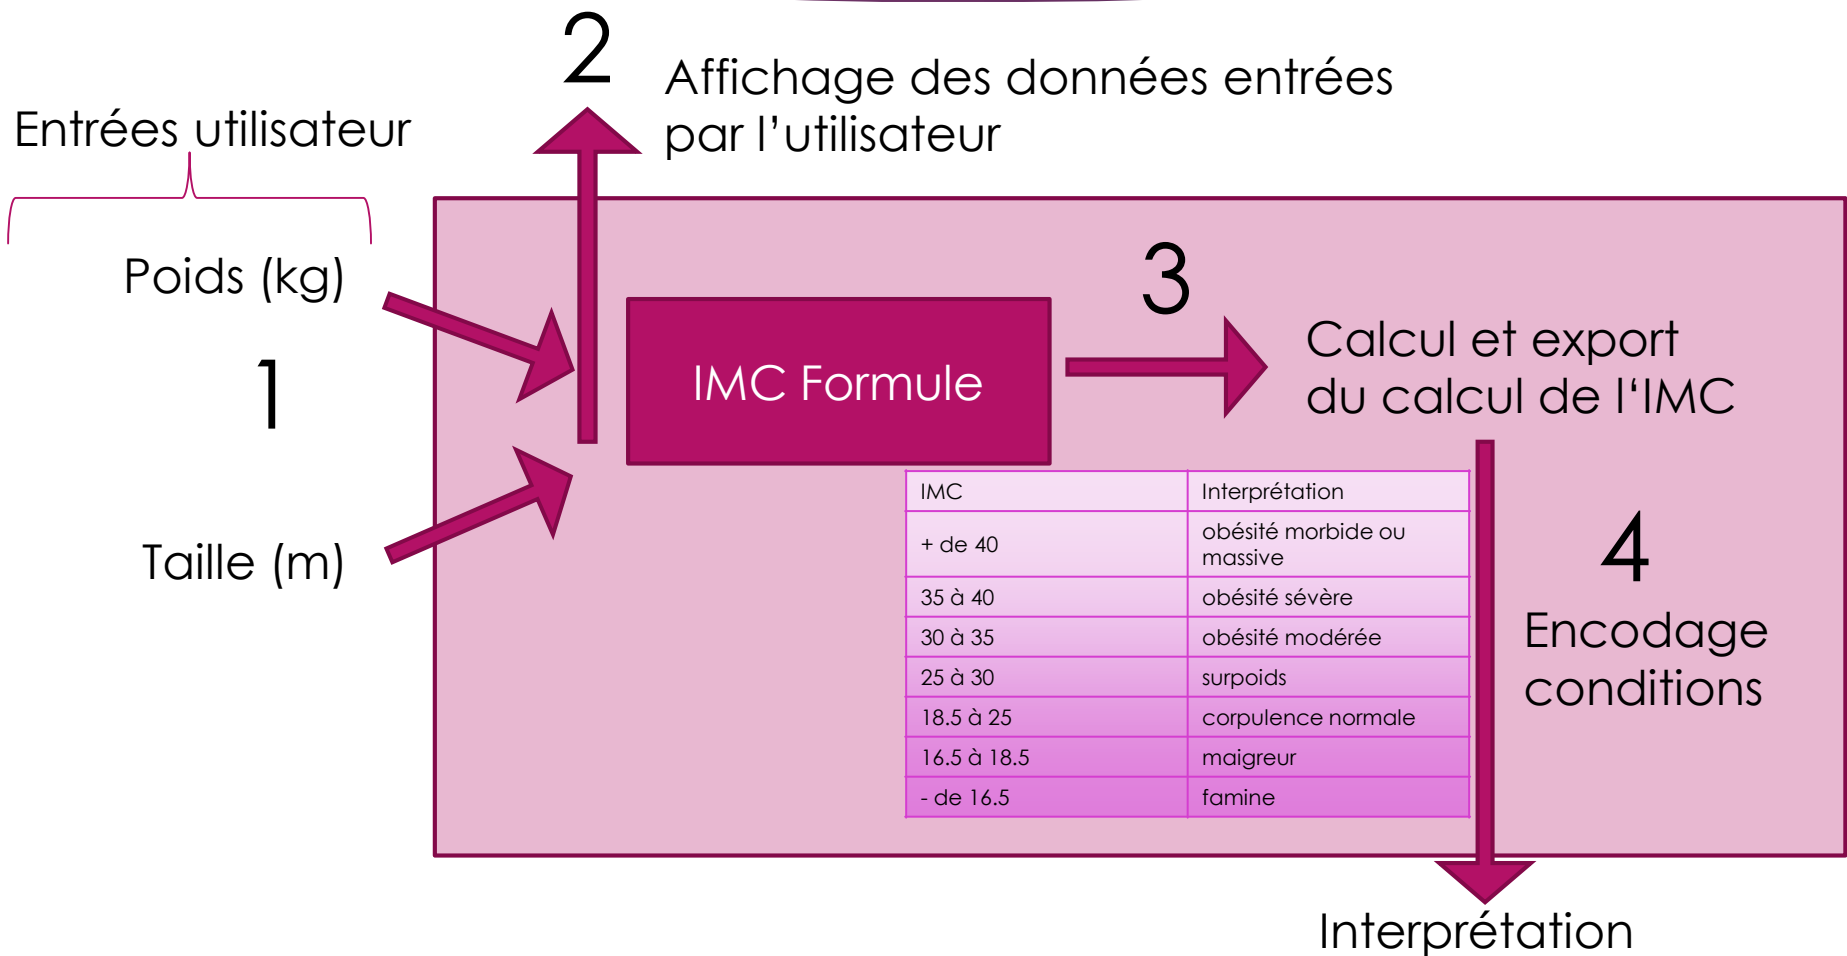 2
Affichage des données entrées
par l’utilisateur
Entrées utilisateur
Poids (kg)
1
Taille (m)
IMC Formule
3
Calcul et export
du calcul de l‘IMC
IMC Interprétation
+ de 40 obésité morbide ou
massive
35 à 40 obésité sévère
30 à 35 obésité modérée
25 à 30 surpoids
18.5 à 25 corpulence normale
16.5 à 18.5 maigreur
- de 16.5 famine
4
Encodage
conditions
Interprétation